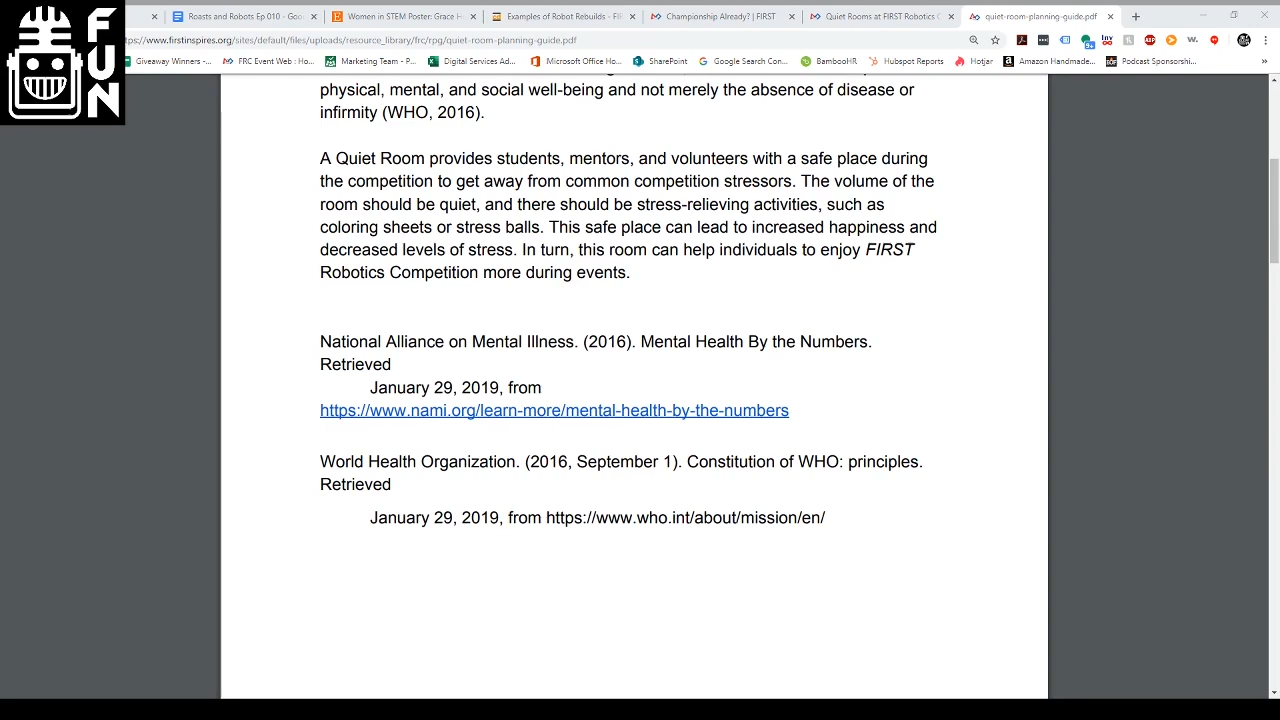 FUN
Roasts and Robots Ep 010 - Goo
Women in STEM Poster: Grace H
Examples of Robot Rebuilds - FI
Championship Already? | FIRST
Quiet Rooms at FIRST Robotics C
quiet-room-planning-guide.pdf
ttps://www.firstinspires.org/sites/default/files/uploads/resource_library/frc/rpg/quiet-room-planning-guide.pdf
Giveaway Winners -...
FRC Event Web : Ho...
Marketing Team - P...
Digital Services Ad...
Microsoft Office Ho...
SharePoint
Google Search Con...
BambooHR
Hubspot Reports
Hotjar
Amazon Handmade...
Podcast Sponsorshi...
physical, mental, and social well-being and not merely the absence of disease or
infirmity (WHO, 2016).
A Quiet Room provides students, mentors, and volunteers with a safe place during
the competition to get away from common competition stressors. The volume of the
room should be quiet, and there should be stress-relieving activities, such as
coloring sheets or stress balls. This safe place can lead to increased happiness and
decreased levels of stress. In turn, this room can help individuals to enjoy FIRST
Robotics Competition more during events.
National Alliance on Mental Illness. (2016). Mental Health By the Numbers.
Retrieved
January 29, 2019, from
https://www.nami.org/learn-more/mental-health-by-the-numbers
World Health Organization. (2016, September 1). Constitution of WHO: principles.
Retrieved
January 29, 2019, from https://www.who.int/about/mission/en/